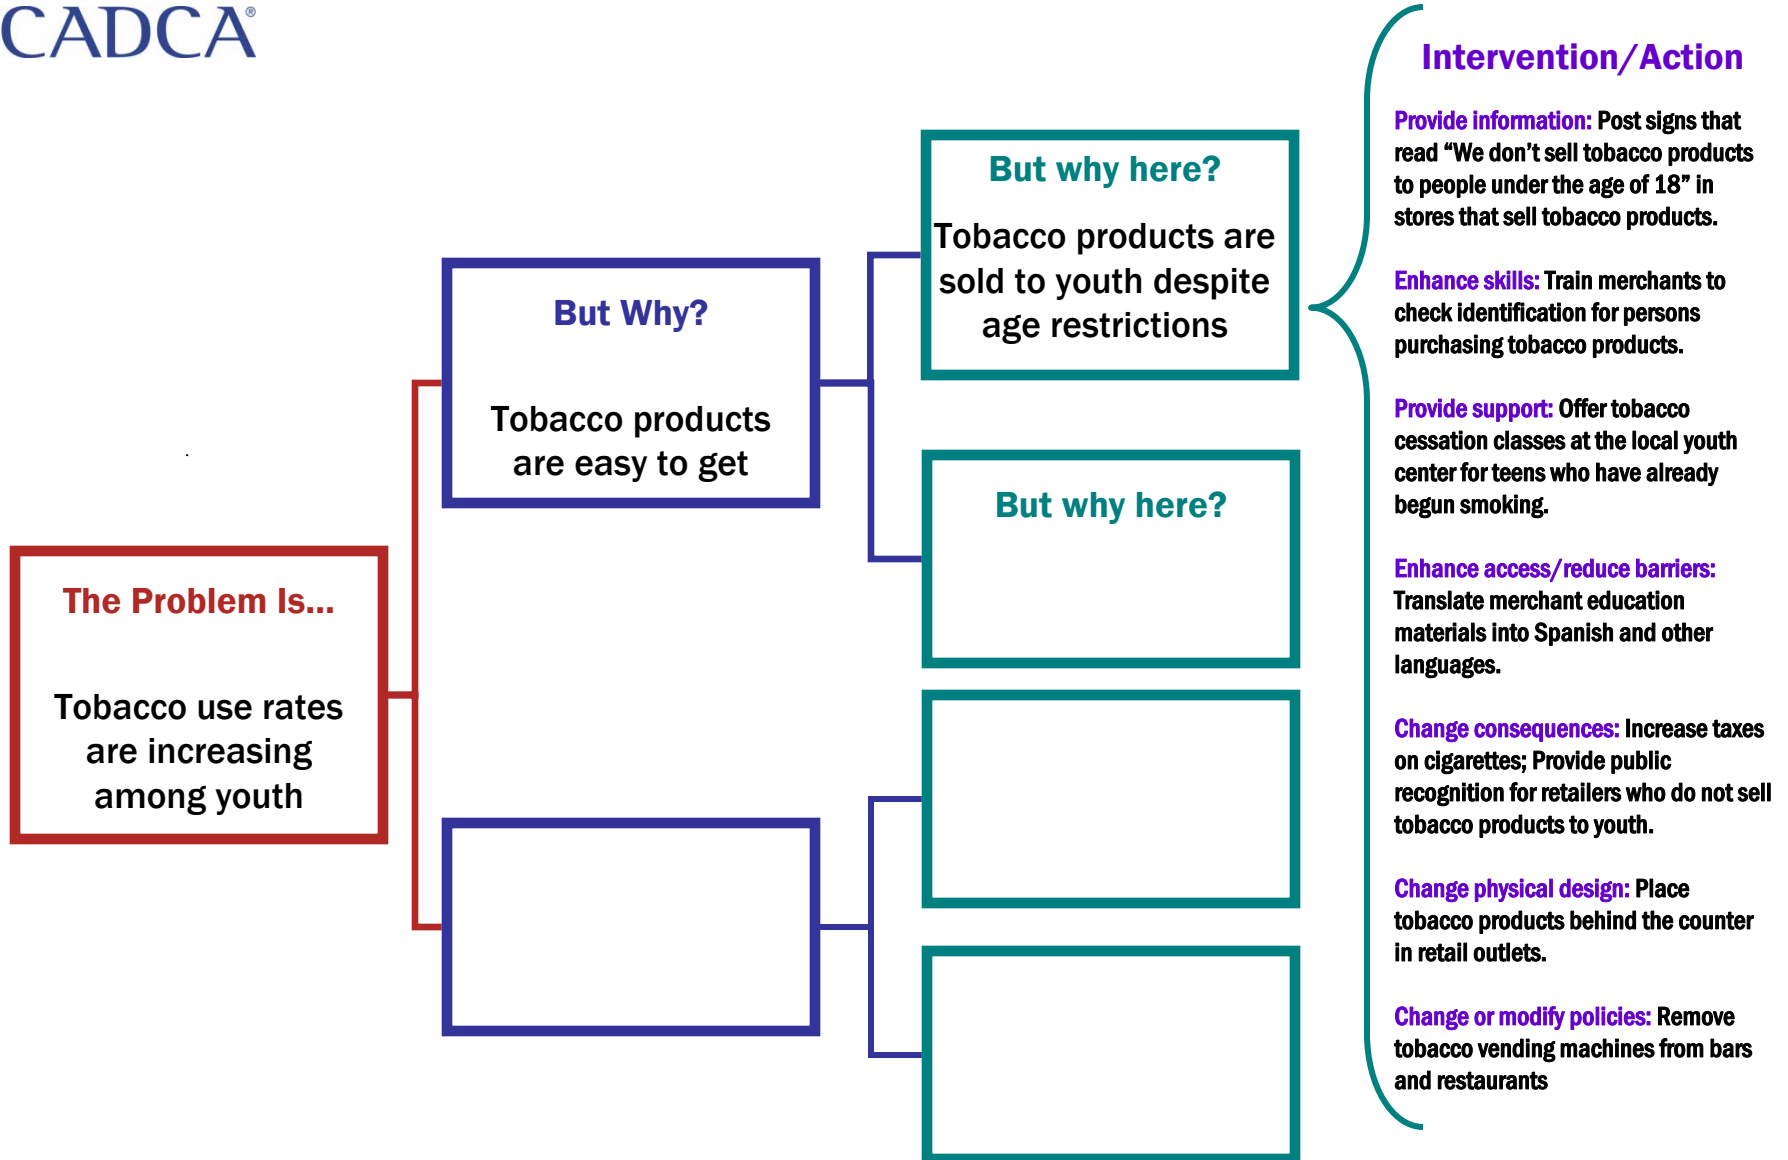 CADCA®
The Problem Is...
Tobacco use rates
are increasing
among youth
But Why?
Tobacco products
are easy to get
But why here?
Tobacco products are
sold to youth despite
age restrictions
But why here?
Intervention/Action
Provide information: Post signs that
read “We don’t sell tobacco products
to people under the age of 18” in
stores that sell tobacco products.
Enhance skills: Train merchants to
check identification for persons
purchasing tobacco products.
Provide support: Offer tobacco
cessation classes at the local youth
center for teens who have already
begun smoking.
Enhance access/reduce barriers:
Translate merchant education
materials into Spanish and other
languages.
Change consequences: Increase taxes
on cigarettes; Provide public
recognition for retailers who do not sell
tobacco products to youth.
Change physical design: Place
tobacco products behind the counter
in retail outlets.
Change or modify policies: Remove
tobacco vending machines from bars
and restaurants